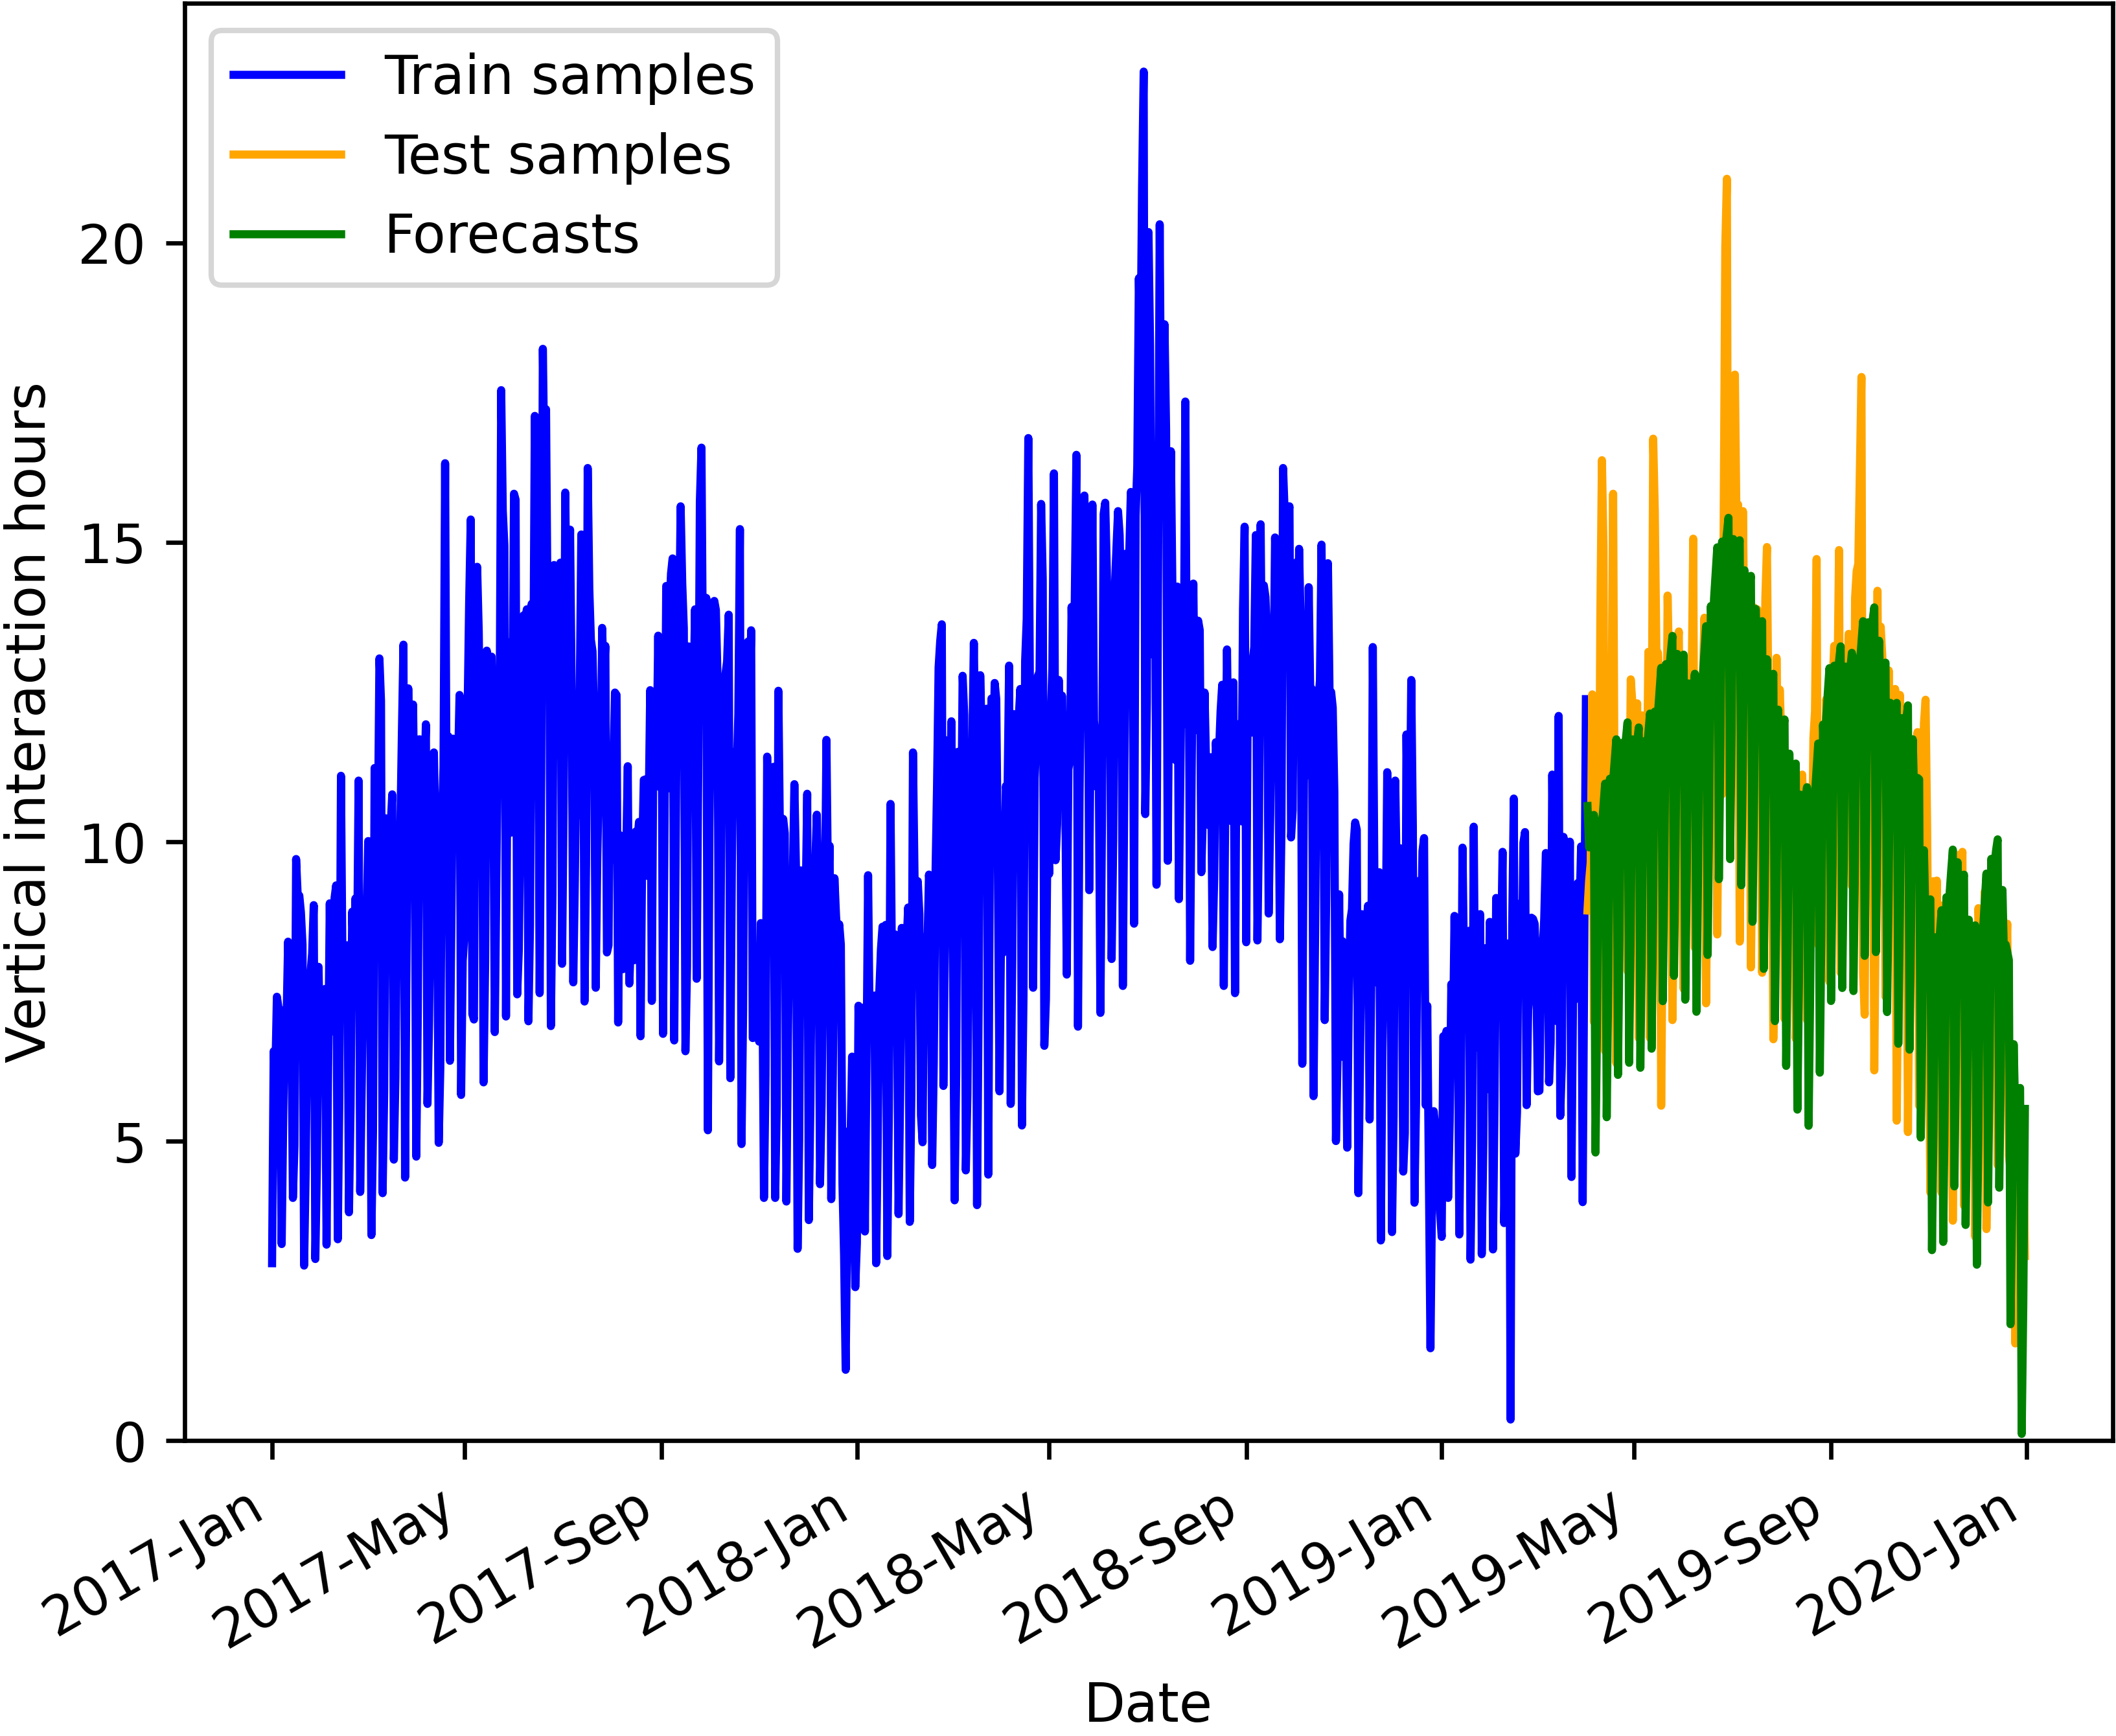 Train samples
Test samples
Forecasts
Vertical interaction hours
20
15
10
5
0
2017-Jan
2017-May
2017-Sep
2018-Jan
2018-May
2018-Sep
2019-Jan
2019-May
2019-Sep
2020-Jan
Date